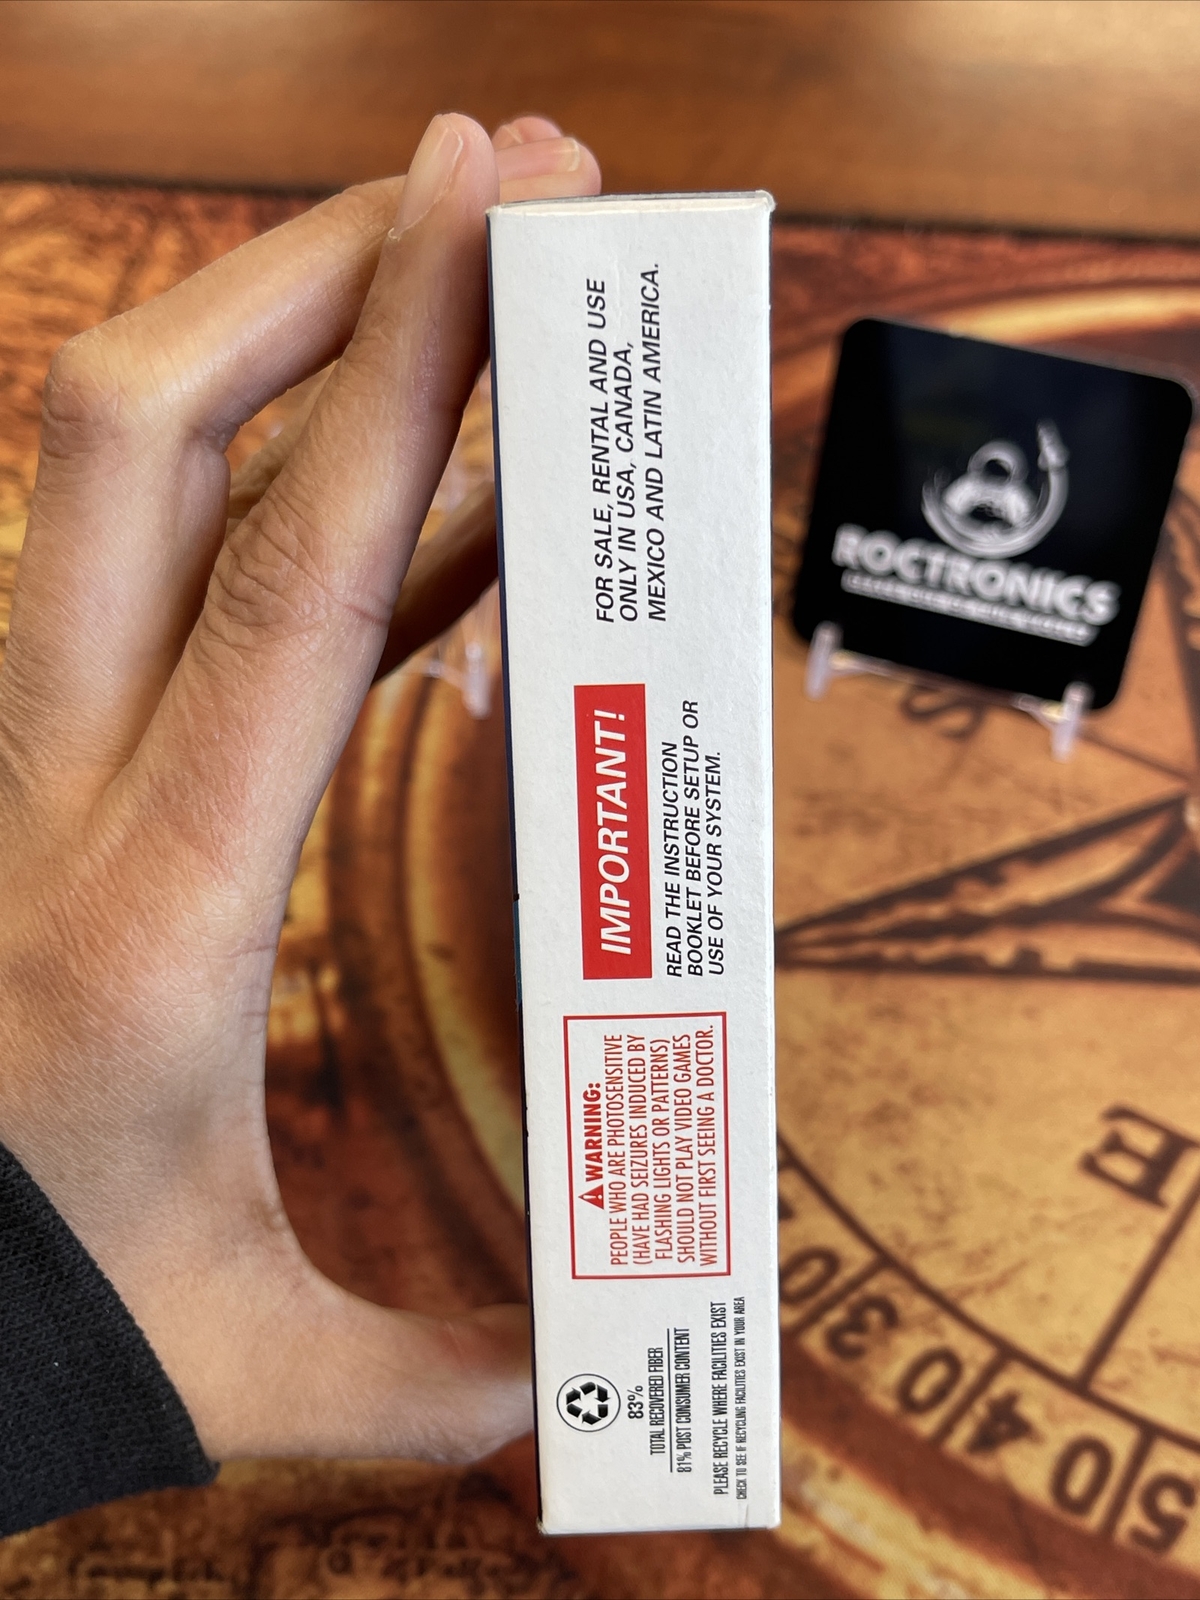 FOR SALE, RENTAL AND USE
ONLY IN USA, CANADA,
MEXICO AND LATIN AMERICA.
IMPORTANT!
READ THE INSTRUCTION
BOOKLET BEFORE SETUP OR
USE OF YOUR SYSTEM.
WARNING:
PEOPLE WHO ARE PHOTOSENSITIVE
(HAVE HAD SEIZURES INDUCED BY
FLASHING LIGHTS OR PATTERNS)
SHOULD NOT PLAY VIDEO GAMES
WITHOUT FIRST SEEING A DOCTOR.
83%
TOTAL RECOVERED FIBER
81% POST CONSUMER CONTENT
PLEASE RECYCLE WHERE FACILITIES EXIST
CHECK TO SEE IF RECYCLING FACILITIES EXIST IN YOUR AREA
ROCTRONICS
S
E
30
40
50